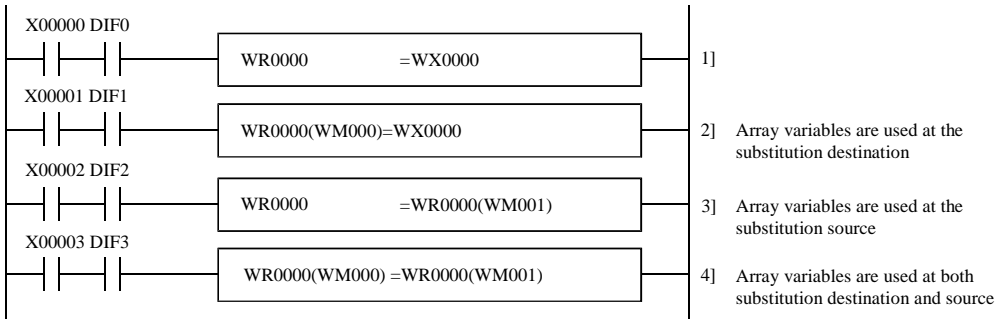 X00000 DIF0
WR0000 =WX0000
1]
X00001 DIF1
WR0000(WM000)=WX0000
2] Array variables are used at the
substitution destination
X00002 DIF2
WR0000 =WR0000(WM001)
3] Array variables are used at the
substitution source
X00003 DIF3
WR0000(WM000) =WR0000(WM001)
4] Array variables are used at both
substitution destination and source